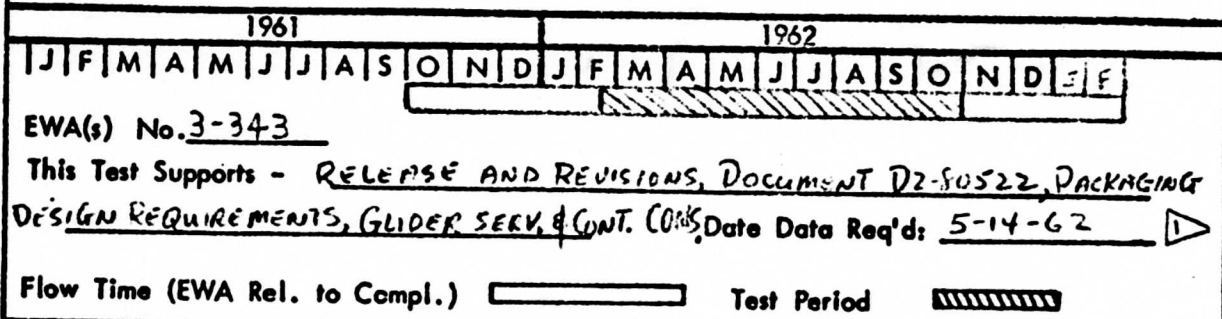 1961 1962
J F M A M J J A S O N D J F M A M J J A S O N D J F
EWA(s) No. 3-343
This Test Supports - RELEASE AND REVISIONS, DOCUMENT D2-80522, PACKAGING
DESIGN REQUIREMENTS, GLIDER SERV. & CONT. CONS. Date Data Req'd: 5-14-62 1
Flow Time (EWA Rel. to Compl.) Test Period